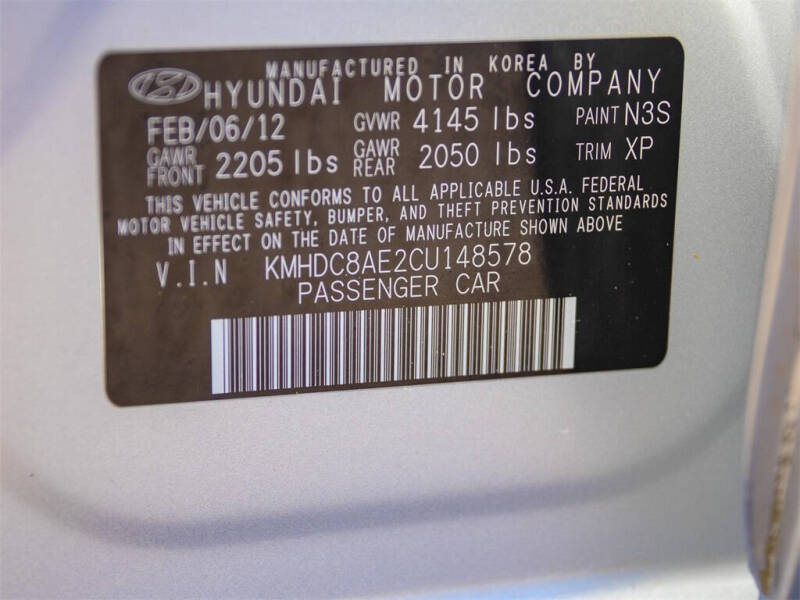 MANUFACTURED IN KOREA BY
HYUNDAI MOTOR COMPANY
FEB/06/12 GVWR 4145 lbs PAINT N3S
GAWR FRONT 2205 lbs GAWR REAR 2050 lbs TRIM XP
THIS VEHICLE CONFORMS TO ALL APPLICABLE U.S.A. FEDERAL
MOTOR VEHICLE SAFETY, BUMPER, AND THEFT PREVENTION STANDARDS
IN EFFECT ON THE DATE OF MANUFACTURE SHOWN ABOVE
V.I.N KMHDC8AE2CU148578
PASSENGER CAR